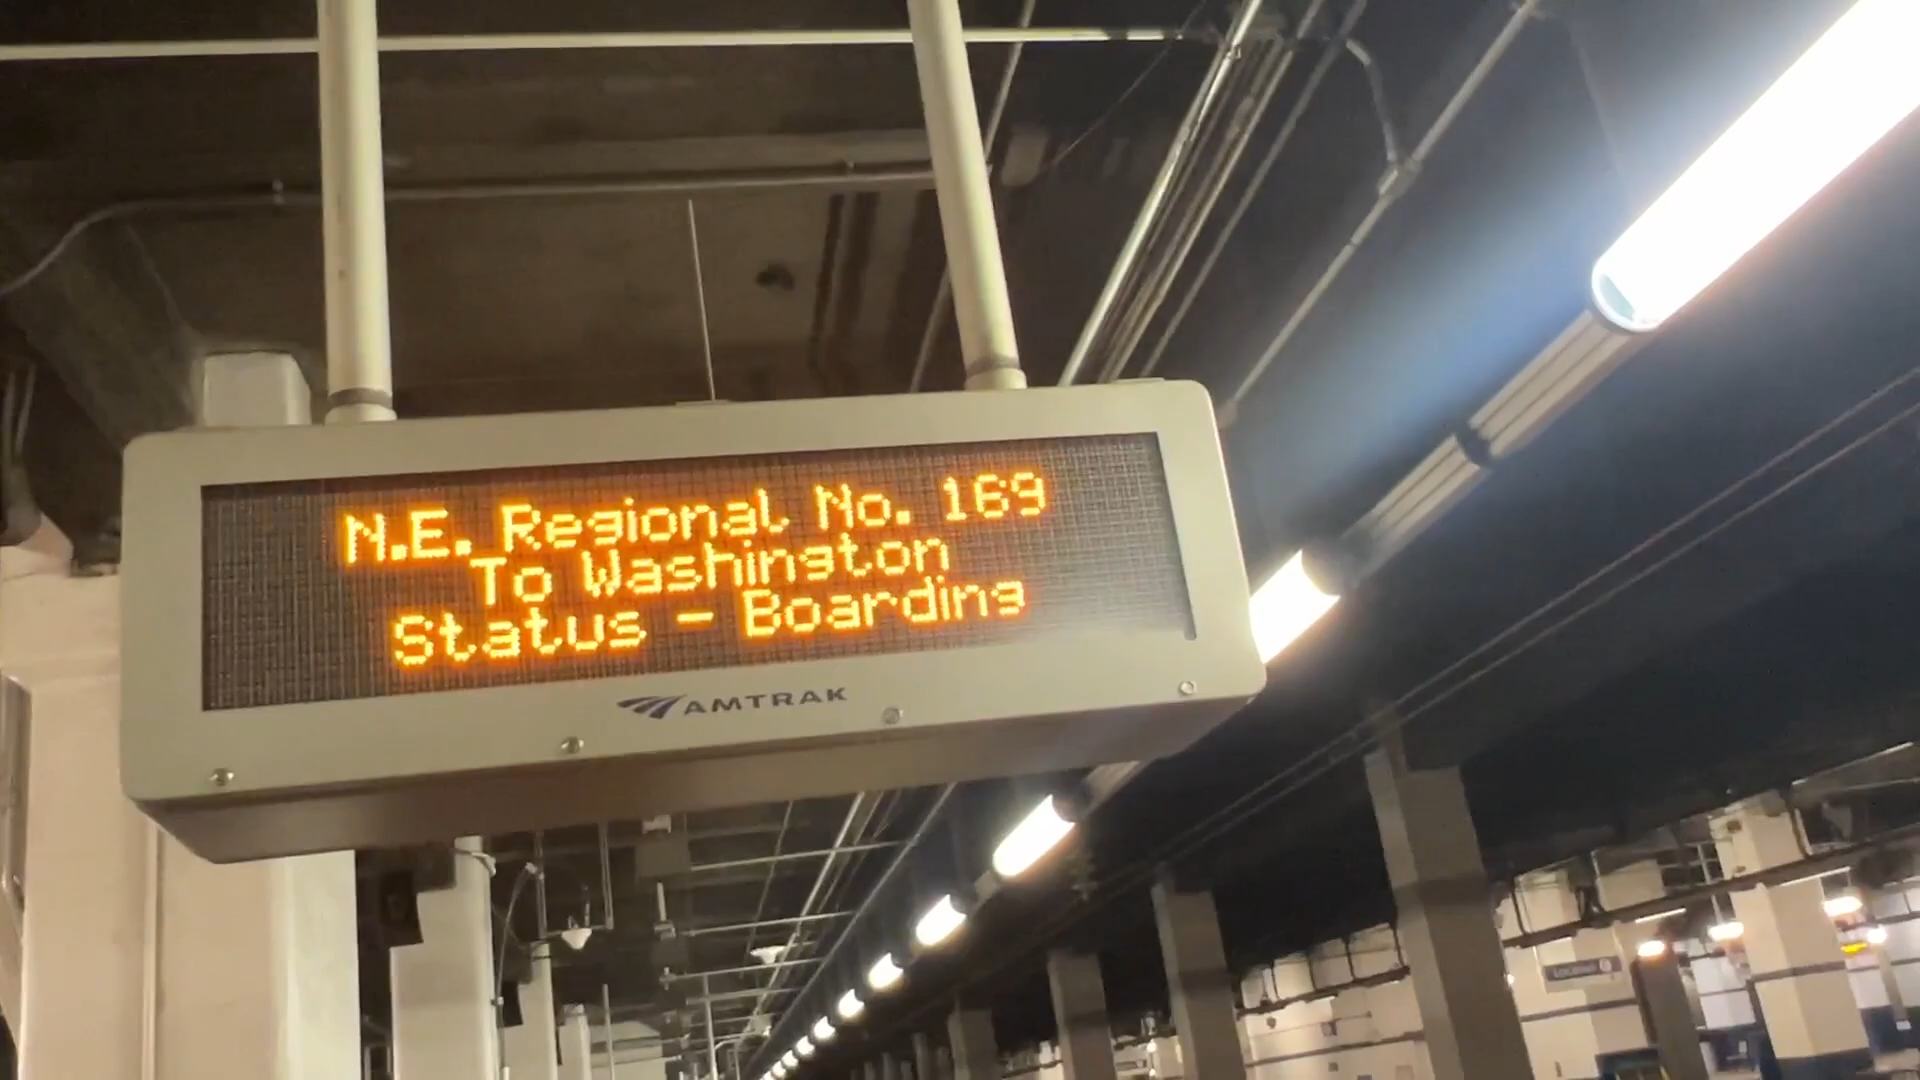 N.E. Regional No. 169
To Washington
Status - Boarding
AMTRAK